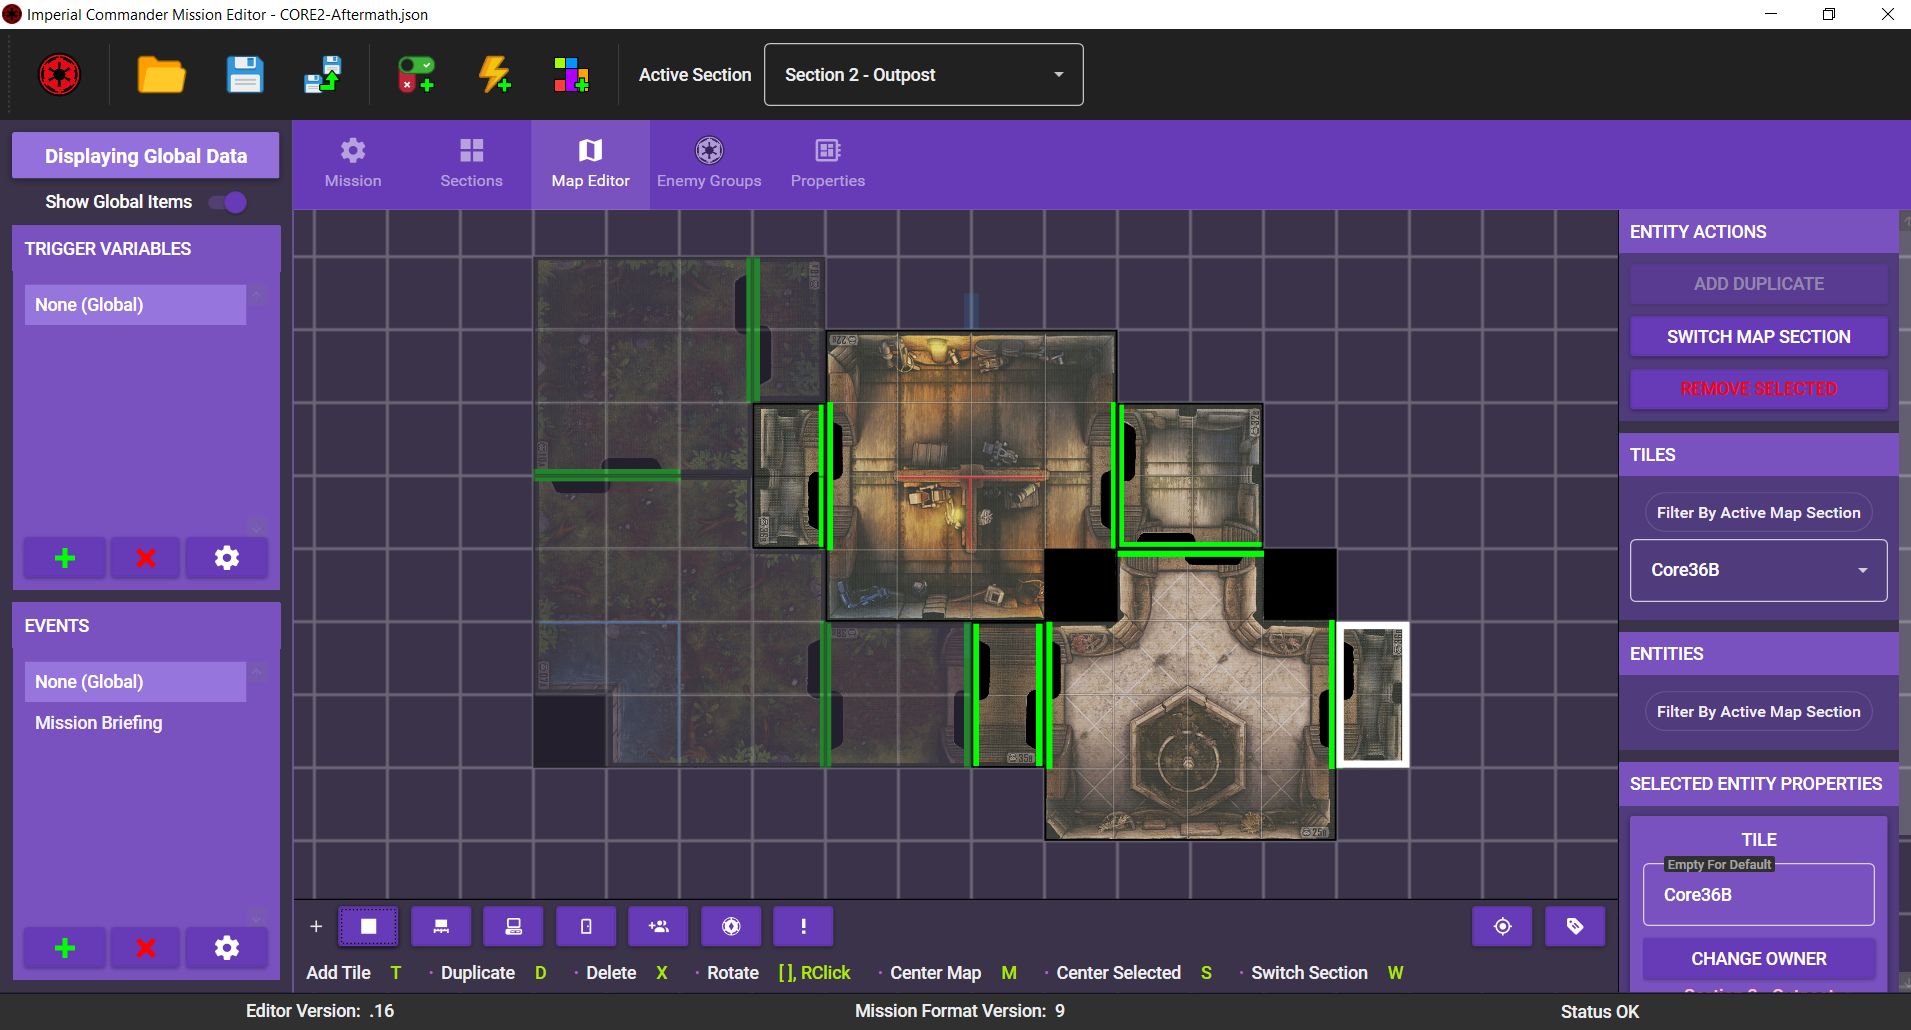 Imperial Commander Mission Editor - CORE2-Aftermath.json
Active Section
Section 2 - Outpost
Displaying Global Data
Show Global Items
TRIGGER VARIABLES
None (Global)
EVENTS
None (Global)
Mission Briefing
Mission
Sections
Map Editor
Enemy Groups
Properties
ENTITY ACTIONS
ADD DUPLICATE
SWITCH MAP SECTION
REMOVE SELECTED
TILES
Filter By Active Map Section
Core36B
ENTITIES
Filter By Active Map Section
SELECTED ENTITY PROPERTIES
TILE
Empty For Default
Core36B
CHANGE OWNER
Add Tile T · Duplicate D · Delete X · Rotate [ ], RClick · Center Map M · Center Selected S · Switch Section W
Editor Version: .16
Mission Format Version: 9
Status OK